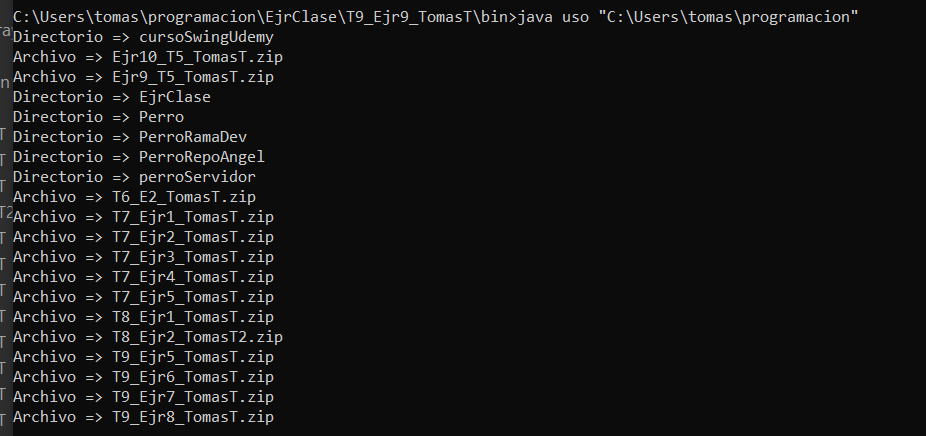 C:\Users\tomas\programacion\EjrClase\T9_Ejr9_TomasT\bin>java uso "C:\Users\tomas\programacion"
Directorio => cursoSwingUdemy
Archivo => Ejr10_T5_TomasT.zip
Archivo => Ejr9_T5_TomasT.zip
Directorio => EjrClase
Directorio => Perro
Directorio => PerroRamaDev
Directorio => PerroRepoAngel
Directorio => perroServidor
Archivo => T6_E2_TomasT.zip
Archivo => T7_Ejr1_TomasT.zip
Archivo => T7_Ejr2_TomasT.zip
Archivo => T7_Ejr3_TomasT.zip
Archivo => T7_Ejr4_TomasT.zip
Archivo => T7_Ejr5_TomasT.zip
Archivo => T8_Ejr1_TomasT.zip
Archivo => T8_Ejr2_TomasT2.zip
Archivo => T9_Ejr5_TomasT.zip
Archivo => T9_Ejr6_TomasT.zip
Archivo => T9_Ejr7_TomasT.zip
Archivo => T9_Ejr8_TomasT.zip